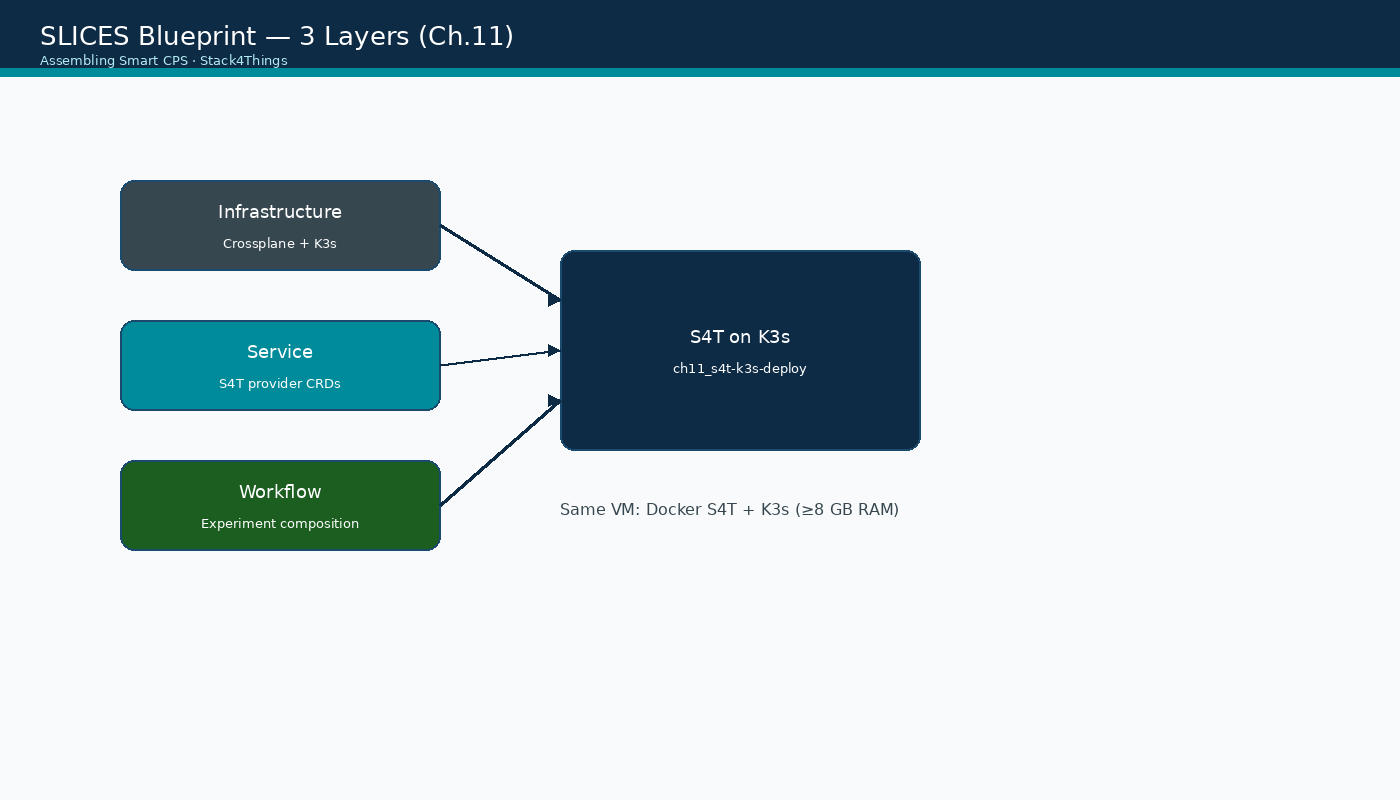 SLICES Blueprint — 3 Layers (Ch.11)
Assembling Smart CPS · Stack4Things
Infrastructure
Crossplane + K3s
Service
S4T provider CRDs
Workflow
Experiment composition
S4T on K3s
ch11_s4t-k3s-deploy
Same VM: Docker S4T + K3s (≥8 GB RAM)